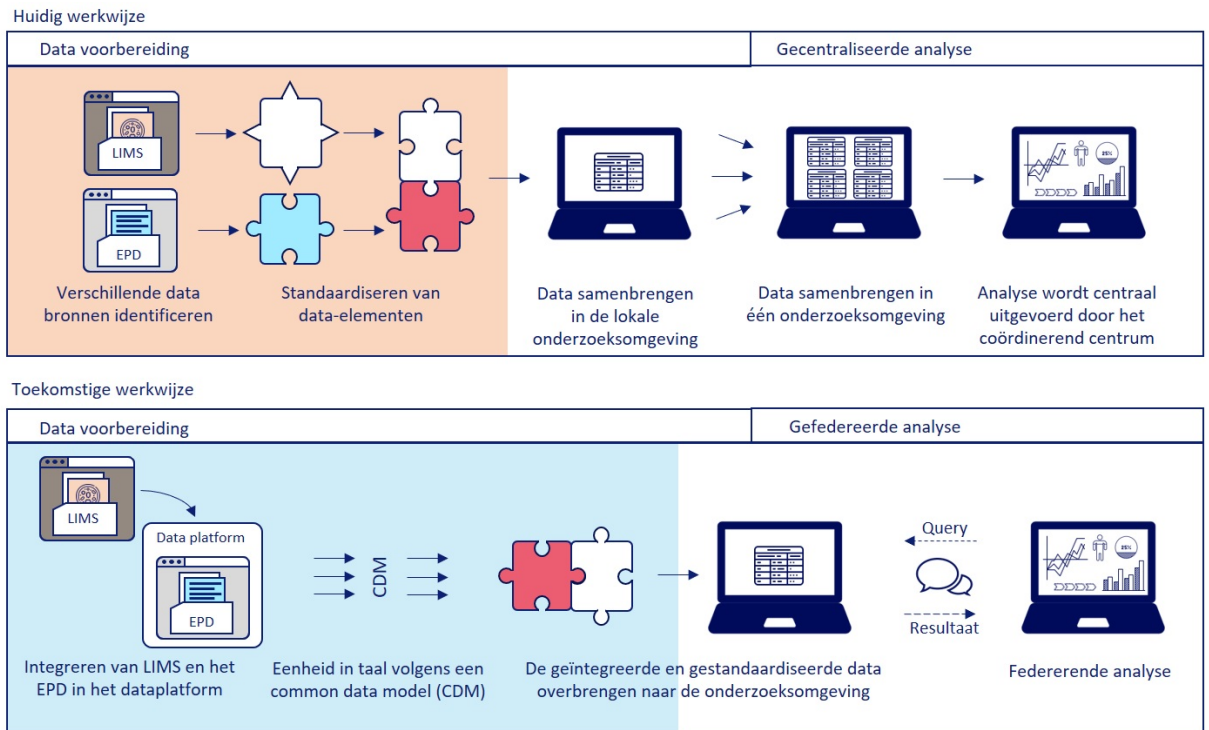 Huidig werkwijze
Data voorbereiding
Gecentraliseerde analyse
LIMS
EPD
Verschillende data
bronnen identificeren
Standaardiseren van
data-elementen
Data samenbrengen
in de lokale
onderzoeksomgeving
Data samenbrengen in
één onderzoeksomgeving
Analyse wordt centraal
uitgevoerd door het
coördinerend centrum
Toekomstige werkwijze
Data voorbereiding
Gefedereerde analyse
LIMS
Data platform
EPD
CDM
Query
Resultaat
Integreren van LIMS en het
EPD in het dataplatform
Eenheid in taal volgens een
common data model (CDM)
De geïntegreerde en gestandaardiseerde data
overbrengen naar de onderzoeksomgeving
Federerende analyse